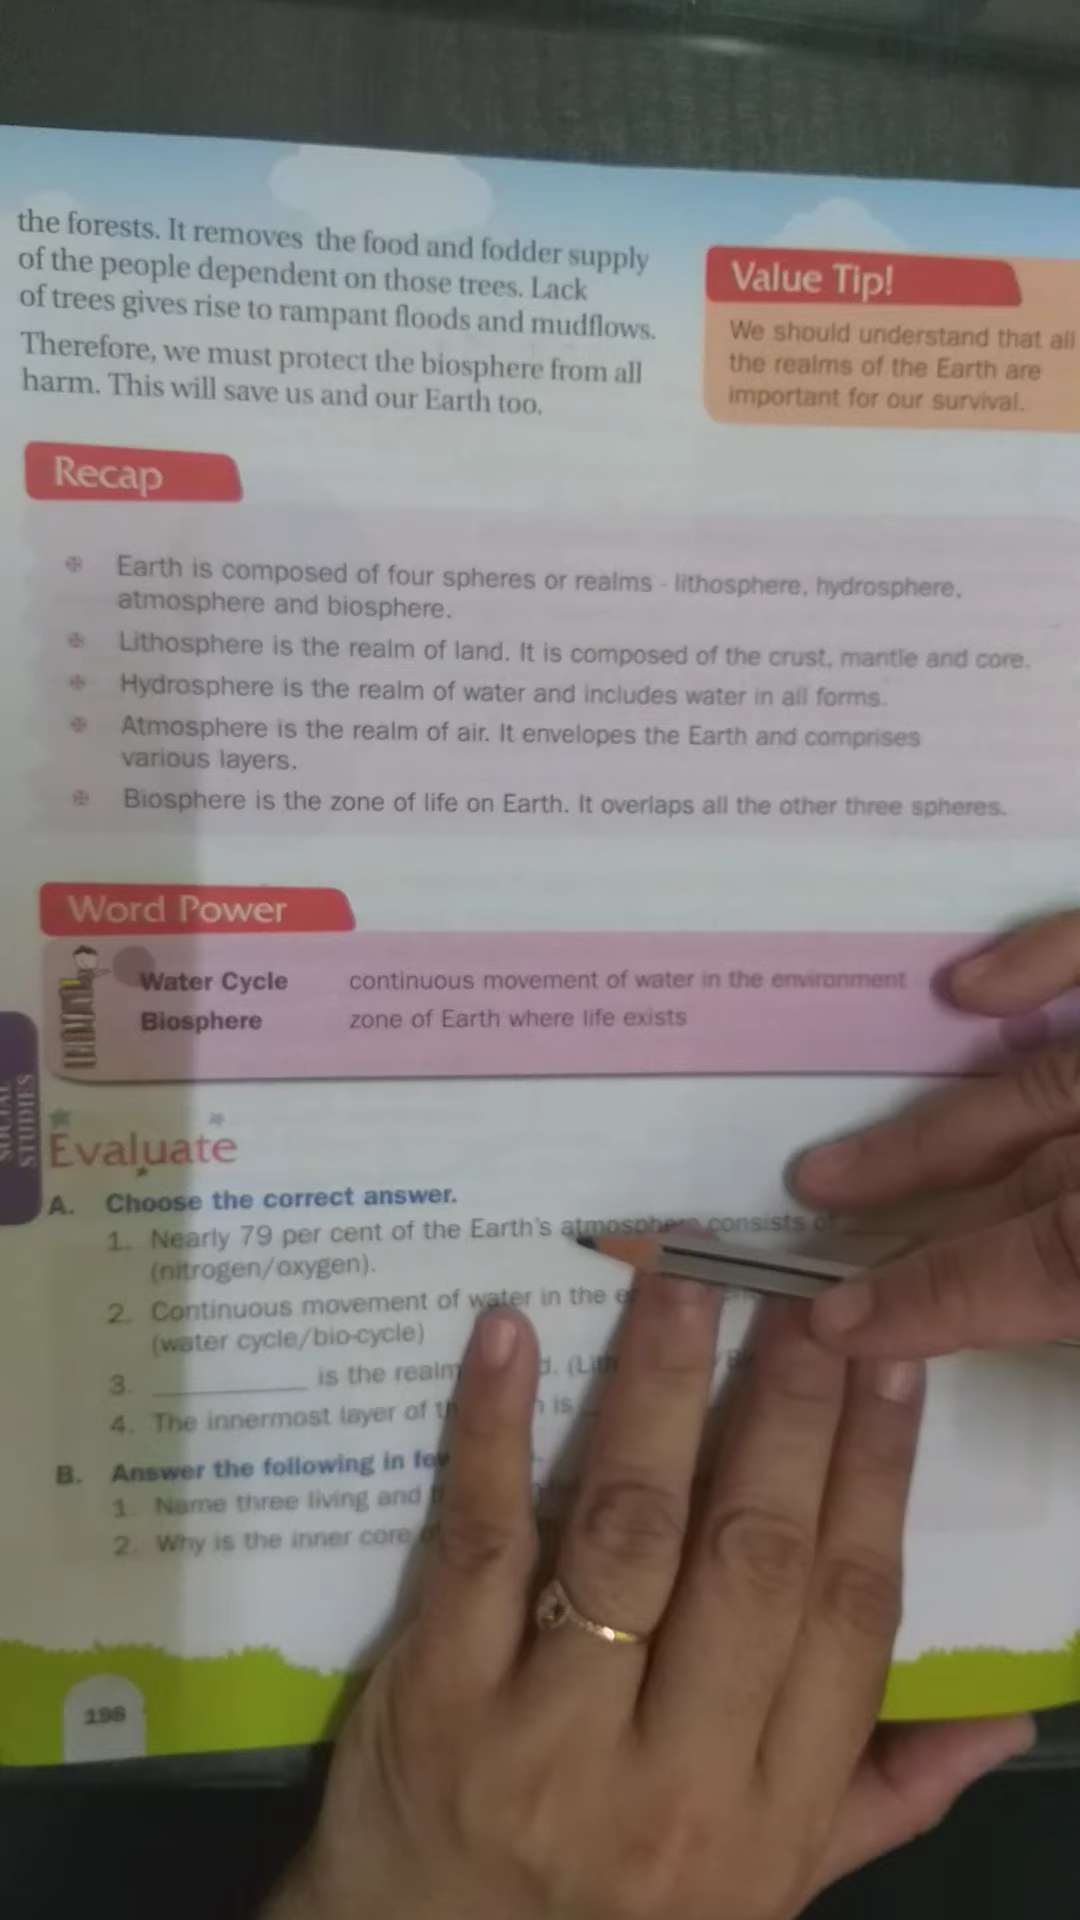 the forests. It removes the food and fodder supply
of the people dependent on those trees. Lack
of trees gives rise to rampant floods and mudflows.
Therefore, we must protect the biosphere from all
harm. This will save us and our Earth too.
Value Tip!
We should understand that all
the realms of the Earth are
important for our survival.
Recap
Earth is composed of four spheres or realms - lithosphere, hydrosphere,
atmosphere and biosphere.
Lithosphere is the realm of land. It is composed of the crust, mantle and core.
Hydrosphere is the realm of water and includes water in all forms.
Atmosphere is the realm of air. It envelopes the Earth and comprises
various layers.
Biosphere is the zone of life on Earth. It overlaps all the other three spheres.
Word Power
Water Cycle continuous movement of water in the environment
Biosphere zone of Earth where life exists
SOCIAL
STUDIES
Evaluate
A. Choose the correct answer.
1. Nearly 79 per cent of the Earth's atmosphere consists of
(nitrogen/oxygen).
2. Continuous movement of water in the
(water cycle/bio-cycle)
3. __________ is the realm
4. The innermost layer of is
B. Answer the following in
1. Name three living and
2. Why is the inner core
198